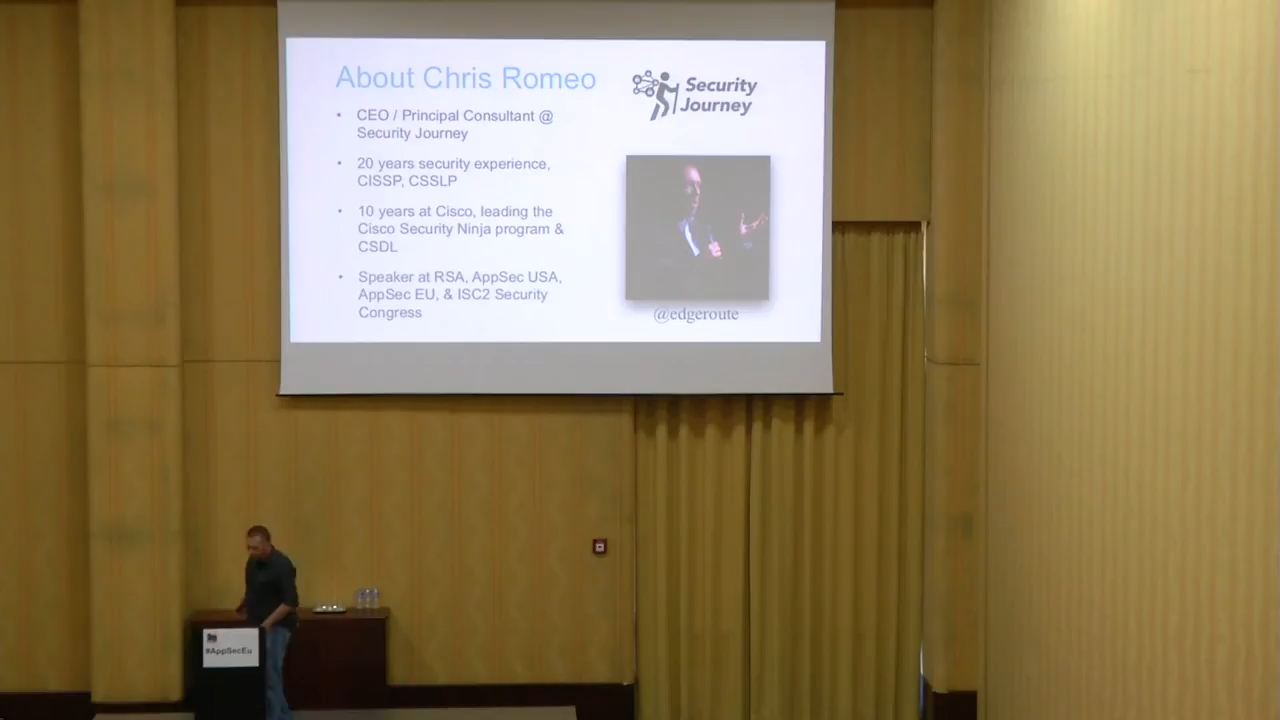 About Chris Romeo
Security
Journey
• CEO / Principal Consultant @
Security Journey
• 20 years security experience,
CISSP, CSSLP
• 10 years at Cisco, leading the
Cisco Security Ninja program &
CSDL
• Speaker at RSA, AppSec USA,
AppSec EU, & ISC2 Security
Congress
@edgeroute
#AppSecEu